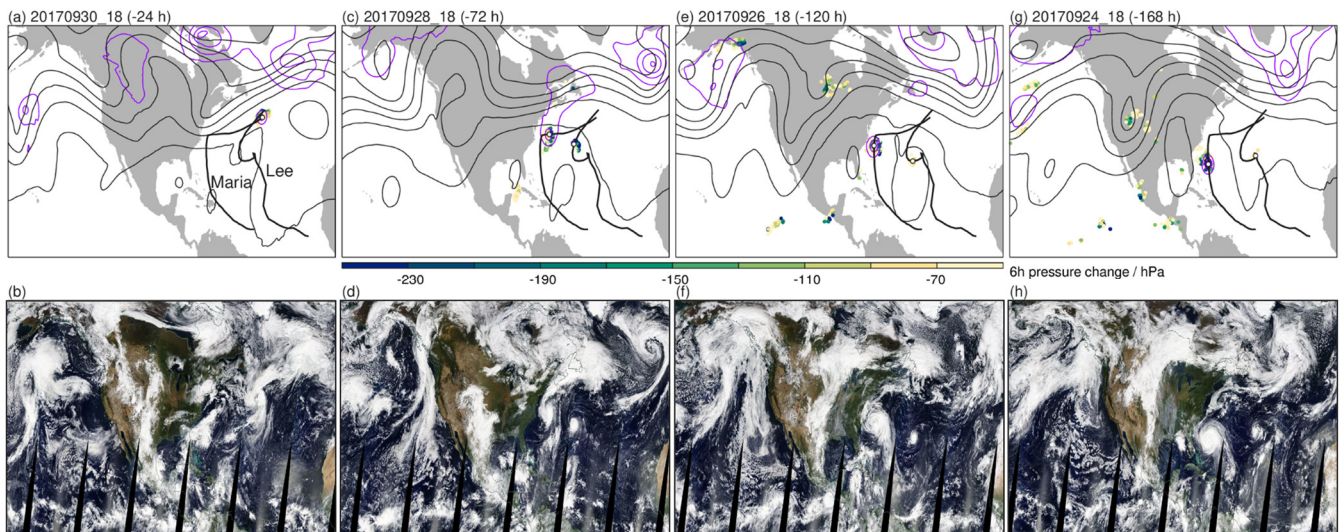 (a) 20170930_18 (-24 h)
(c) 20170928_18 (-72 h)
(e) 20170926_18 (-120 h)
(g) 20170924_18 (-168 h)
Maria
Lee
-230
-190
-150
-110
-70
6h pressure change / hPa
(b)
(d)
(f)
(h)